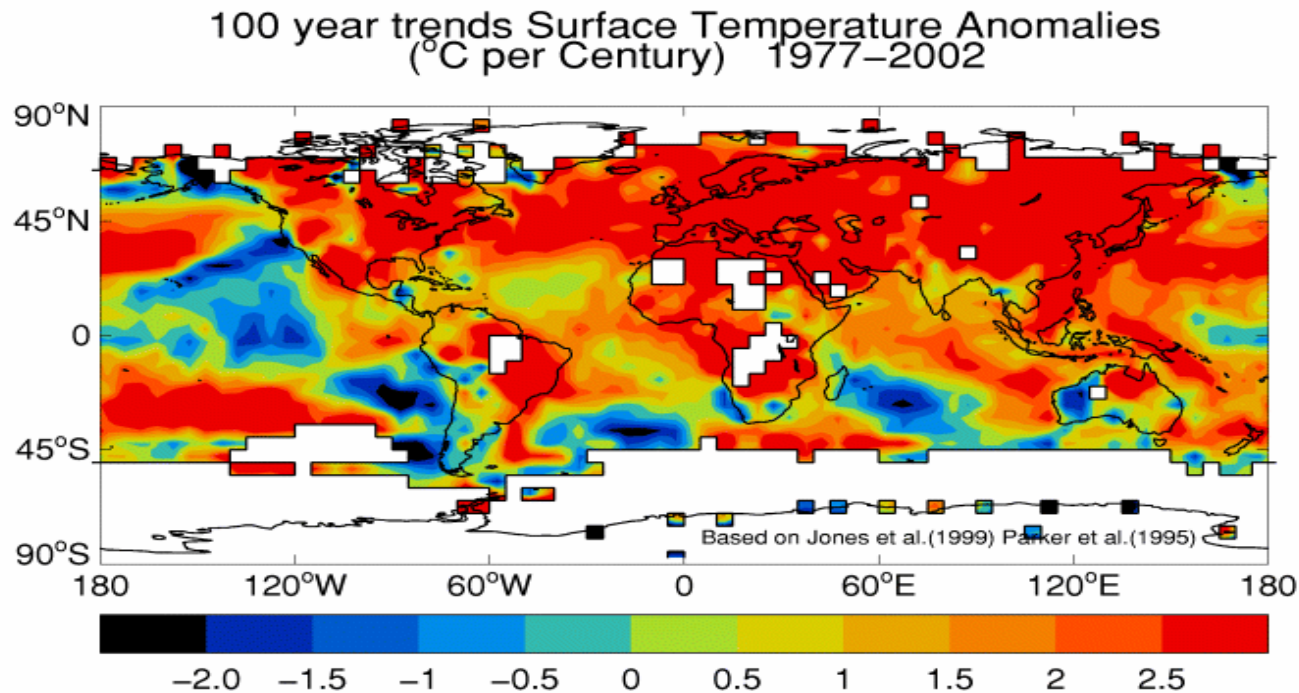 100 year trends Surface Temperature Anomalies
(°C per Century) 1977–2002
90°N
45°N
0
45°S
90°S
Based on Jones et al.(1999) Parker et al.(1995)
180 120°W 60°W 0 60°E 120°E 180
−2.0 −1.5 −1 −0.5 0 0.5 1 1.5 2 2.5